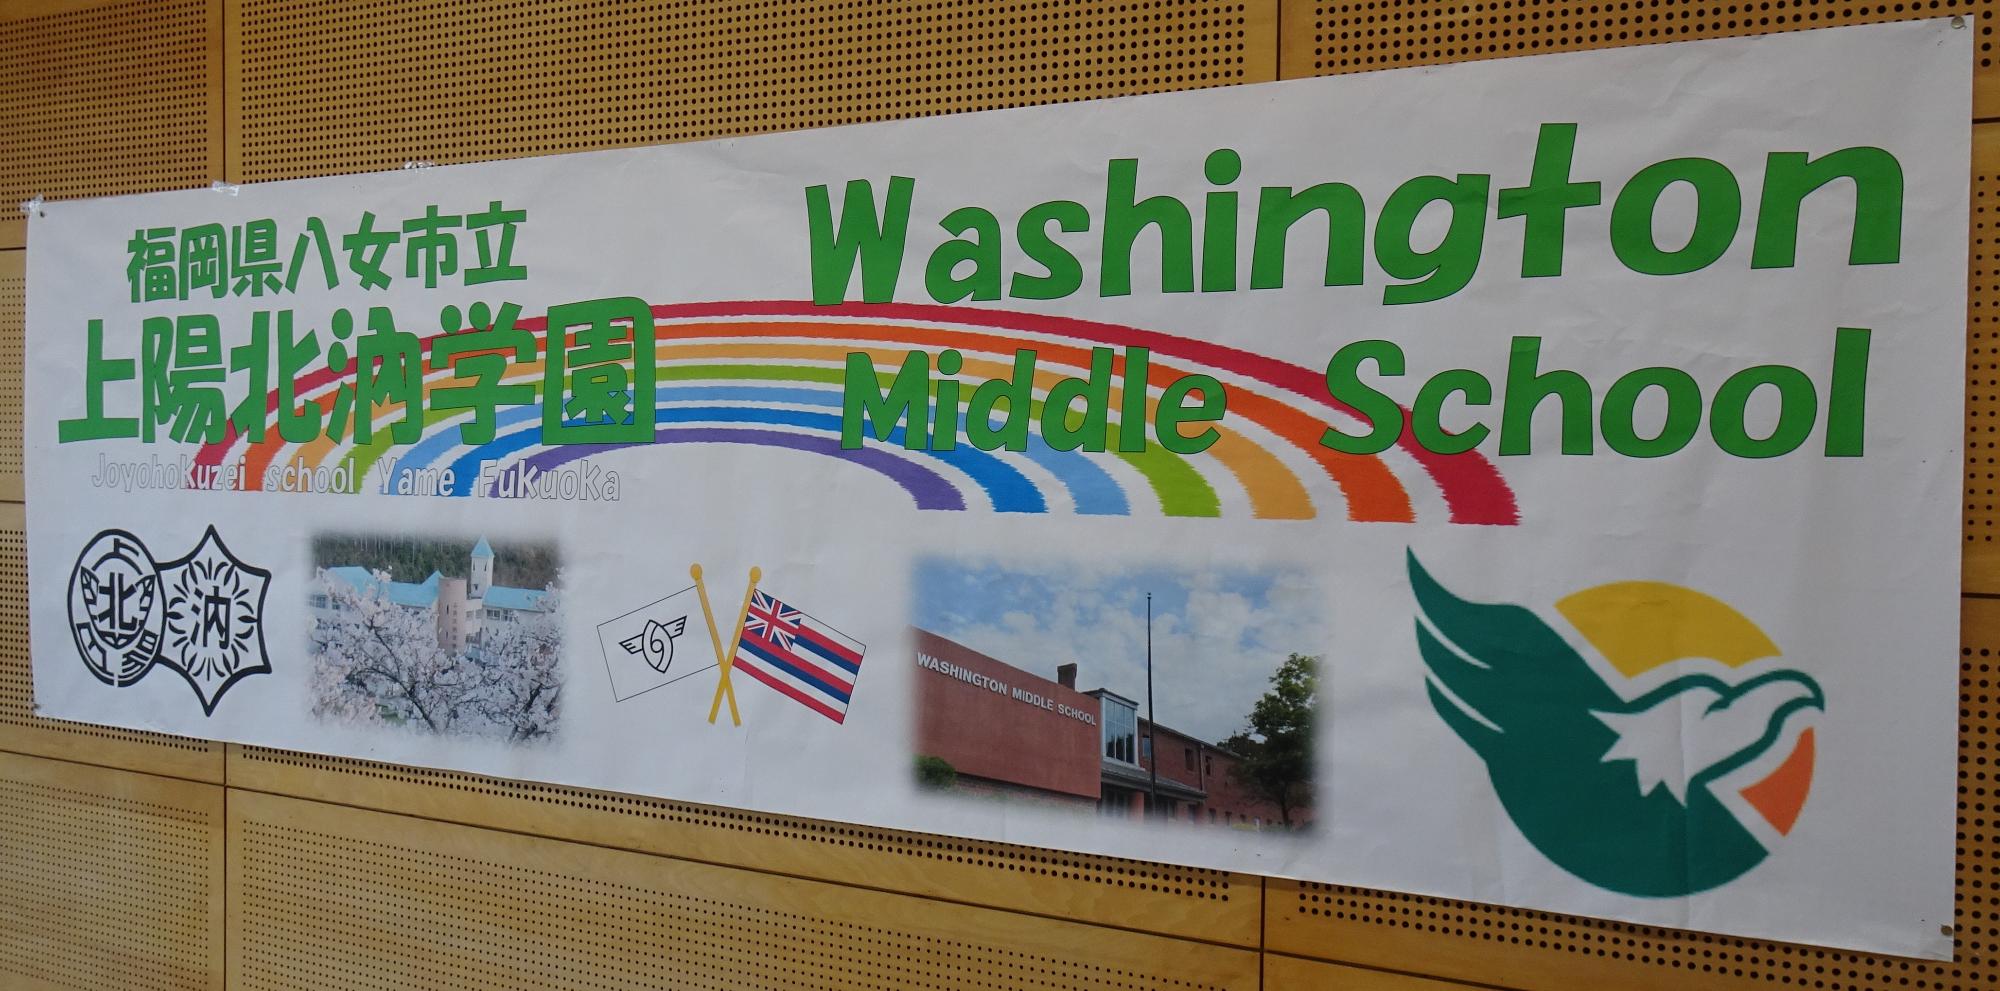 福岡県八女市立
上陽北汭学園
Joyohokuzei school Yame Fukuoka
Washington
Middle School
北
汭
WASHINGTON MIDDLE SCHOOL